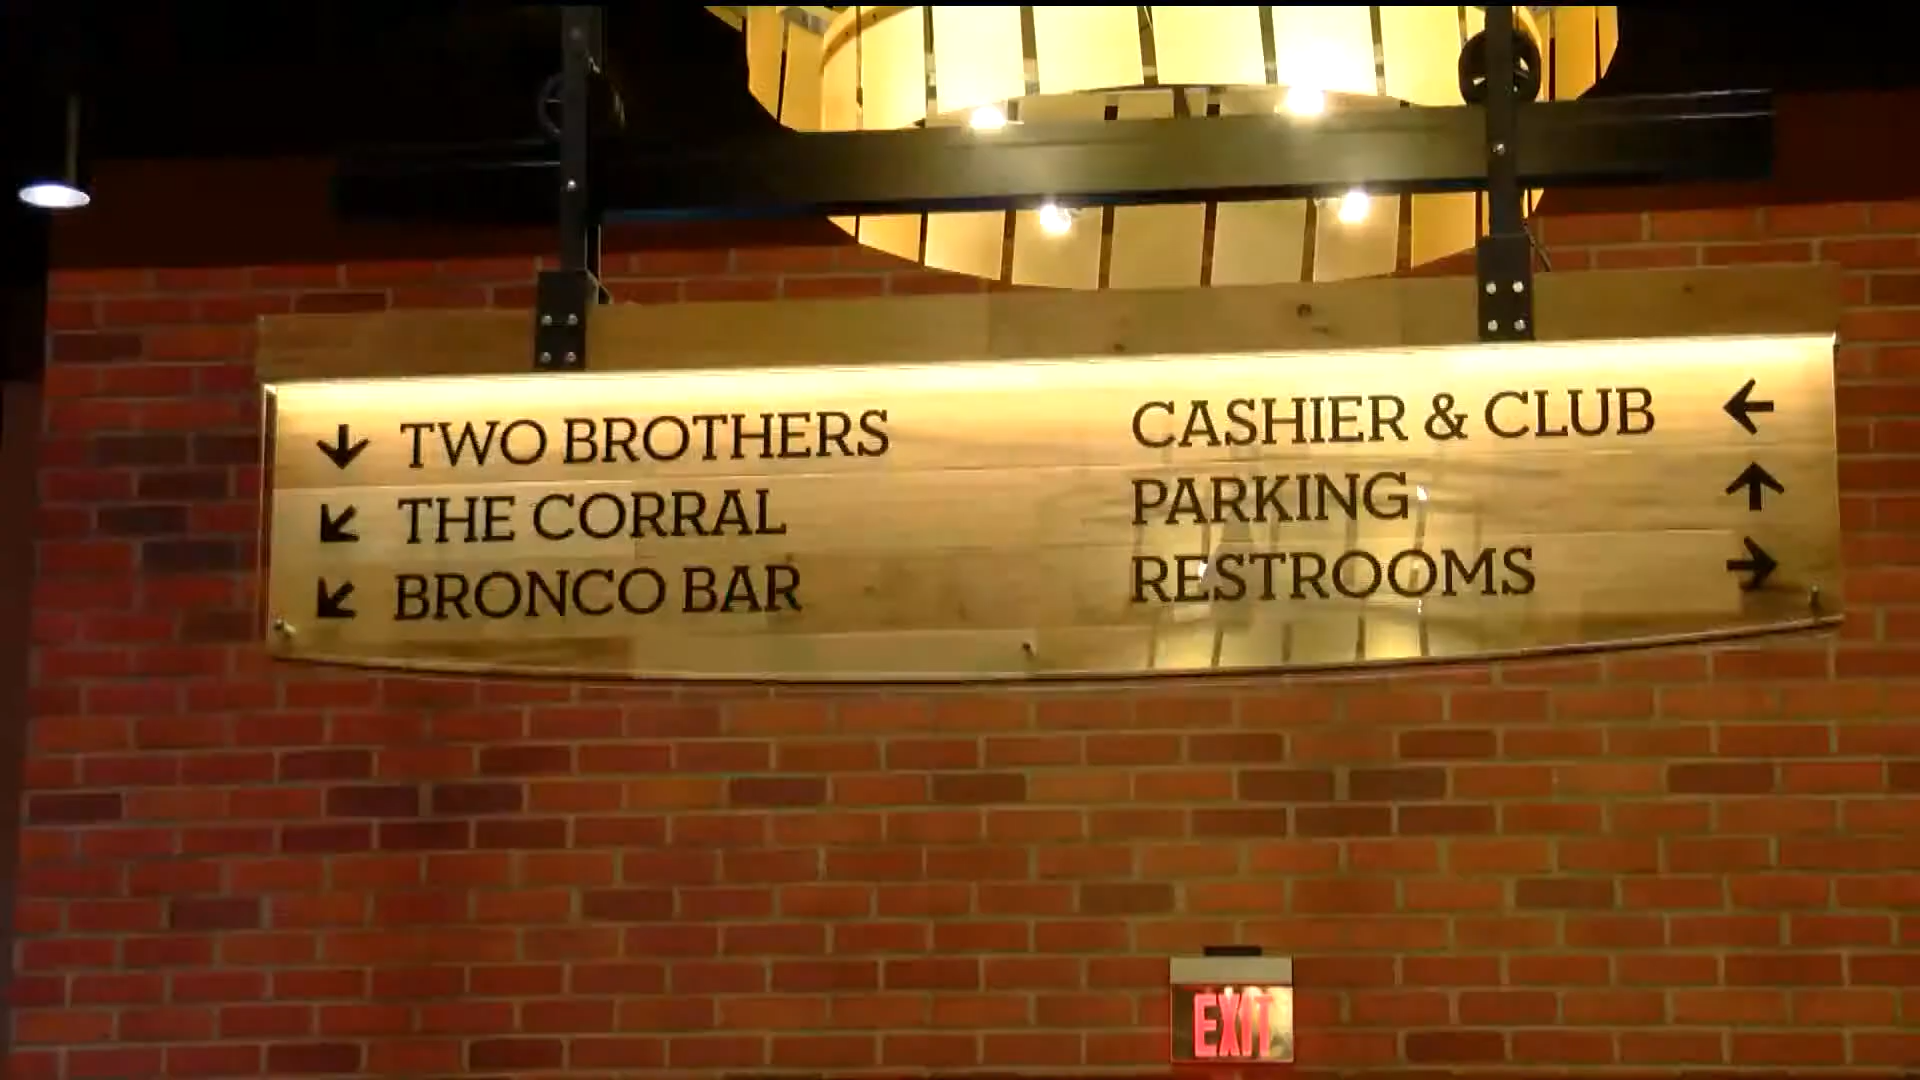 ↓ TWO BROTHERS
↙ THE CORRAL
↙ BRONCO BAR
CASHIER & CLUB ←
PARKING ↑
RESTROOMS →
EXIT